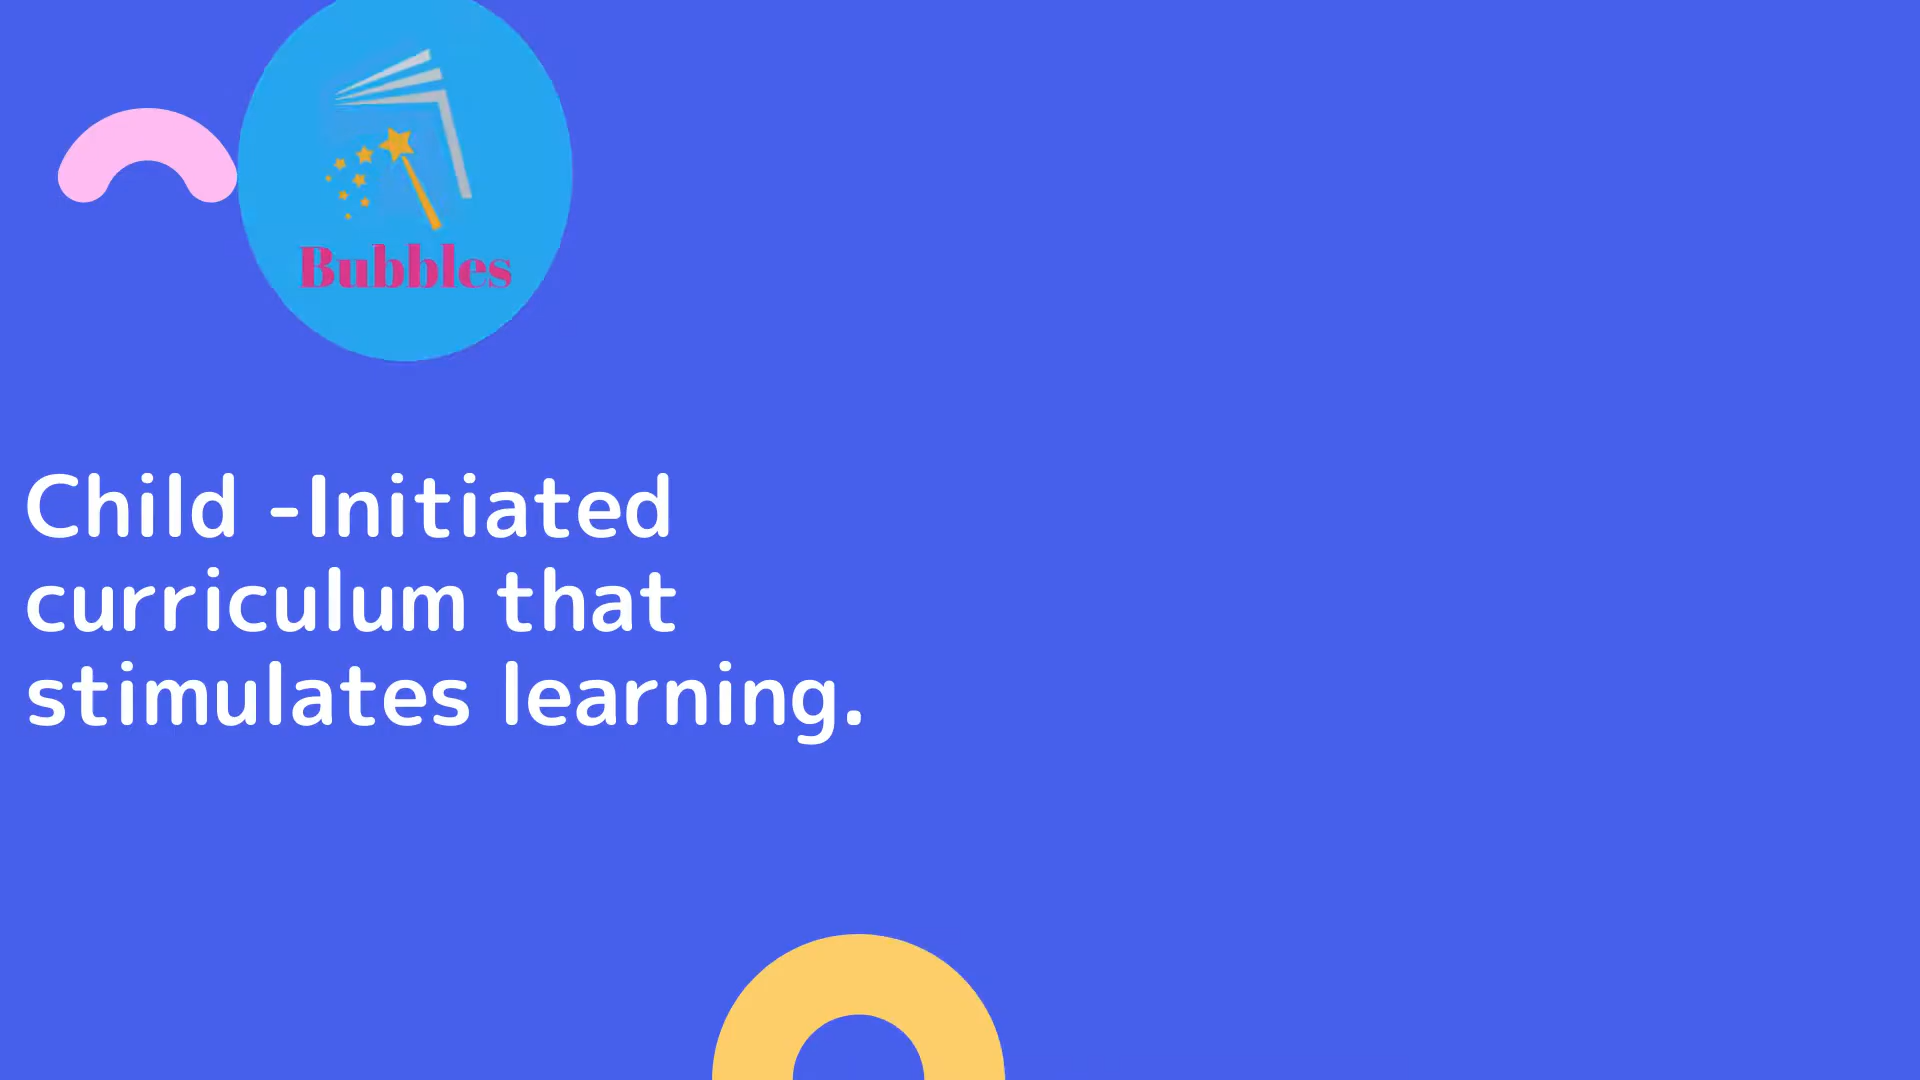 Bubbles
Child -Initiated
curriculum that
stimulates learning.